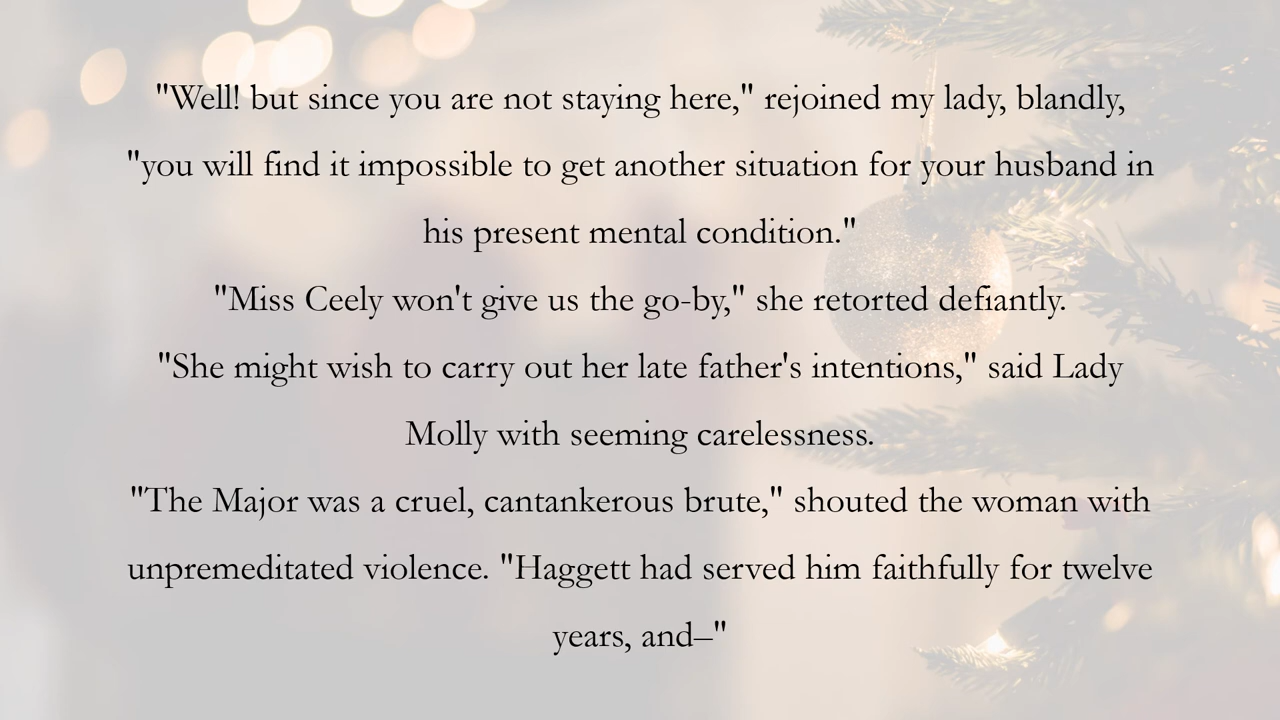 "Well! but since you are not staying here," rejoined my lady, blandly,
"you will find it impossible to get another situation for your husband in
his present mental condition."
"Miss Ceely won't give us the go-by," she retorted defiantly.
"She might wish to carry out her late father's intentions," said Lady
Molly with seeming carelessness.
"The Major was a cruel, cantankerous brute," shouted the woman with
unpremeditated violence. "Haggett had served him faithfully for twelve
years, and–"